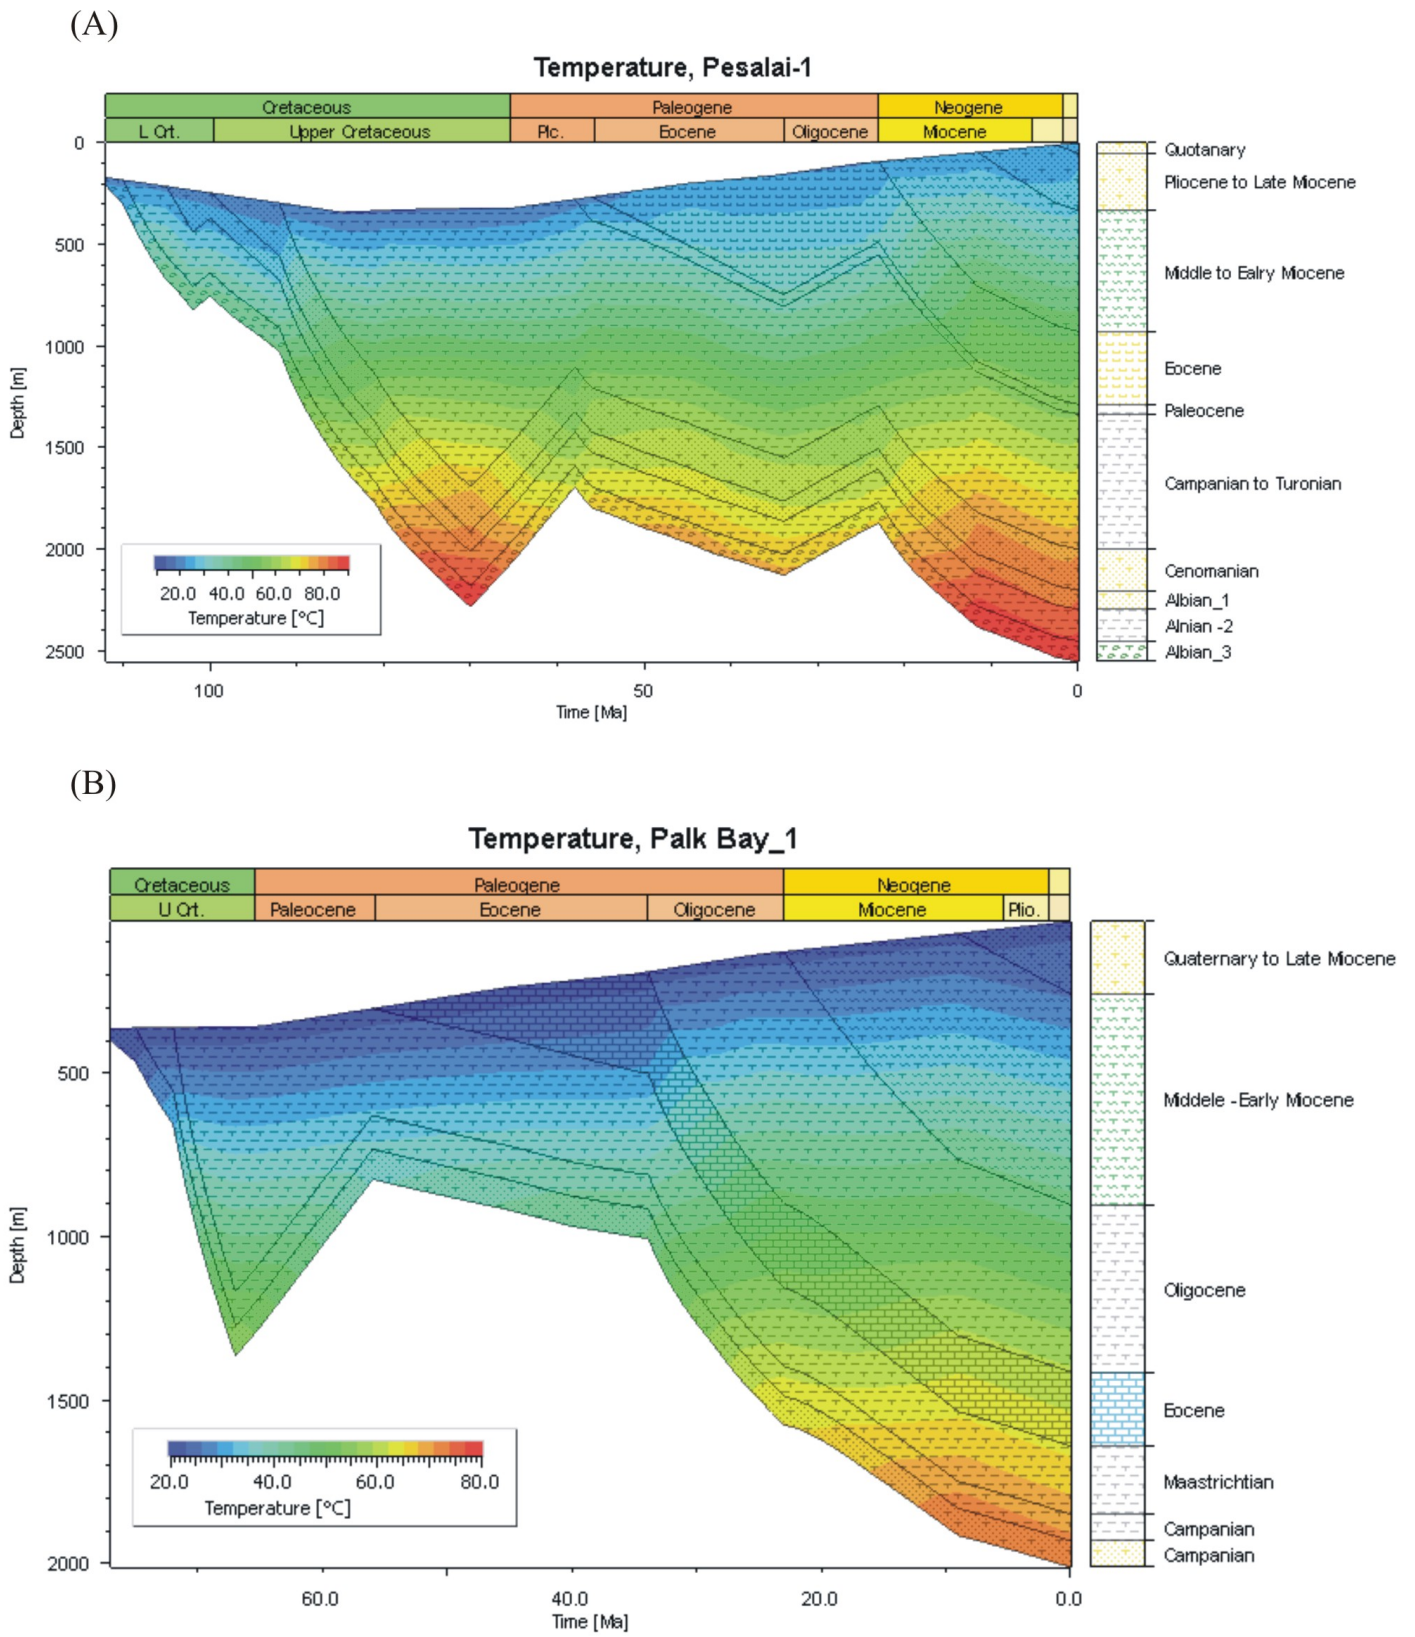 (A)
Temperature, Pesalai-1
Cretaceous Paleogene Neogene
L Crt. Upper Cretaceous Plc. Eocene Oligocene Miocene
0
500
1000
1500
2000
2500
Depth [m]
Quotanary
Pliocene to Late Miocene
Middle to Ealry Miocene
Eocene
Paleocene
Campanian to Turonian
Cenomanian
Albian_1
Alnian -2
Albian_3
20.0 40.0 60.0 80.0
Temperature [°C]
100 50 0
Time [Ma]
(B)
Temperature, Palk Bay_1
Cretaceous Paleogene Neogene
U Crt. Paleocene Eocene Oligocene Miocene Plio.
500
1000
1500
2000
Depth [m]
Quaternary to Late Miocene
Middele -Early Miocene
Oligocene
Eocene
Maastrichtian
Campanian
Campanian
20.0 40.0 60.0 80.0
Temperature [°C]
60.0 40.0 20.0 0.0
Time [Ma]